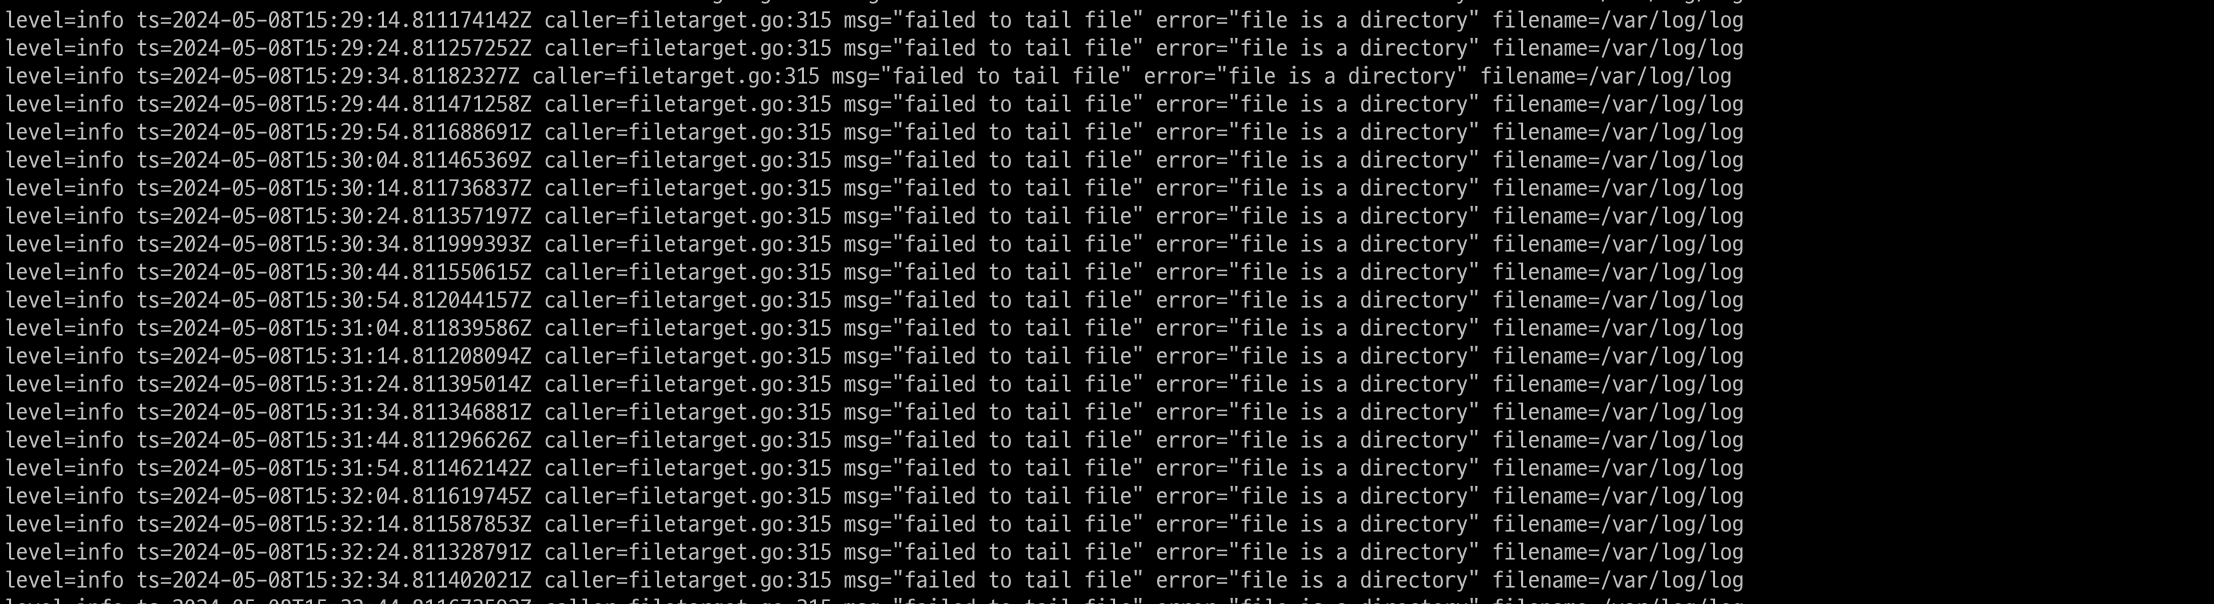 level=info ts=2024-05-08T15:29:14.811174142Z caller=filetarget.go:315 msg="failed to tail file" error="file is a directory" filename=/var/log/log
level=info ts=2024-05-08T15:29:24.811257252Z caller=filetarget.go:315 msg="failed to tail file" error="file is a directory" filename=/var/log/log
level=info ts=2024-05-08T15:29:34.81182327Z caller=filetarget.go:315 msg="failed to tail file" error="file is a directory" filename=/var/log/log
level=info ts=2024-05-08T15:29:44.811471258Z caller=filetarget.go:315 msg="failed to tail file" error="file is a directory" filename=/var/log/log
level=info ts=2024-05-08T15:29:54.811688691Z caller=filetarget.go:315 msg="failed to tail file" error="file is a directory" filename=/var/log/log
level=info ts=2024-05-08T15:30:04.811465369Z caller=filetarget.go:315 msg="failed to tail file" error="file is a directory" filename=/var/log/log
level=info ts=2024-05-08T15:30:14.811736837Z caller=filetarget.go:315 msg="failed to tail file" error="file is a directory" filename=/var/log/log
level=info ts=2024-05-08T15:30:24.811357197Z caller=filetarget.go:315 msg="failed to tail file" error="file is a directory" filename=/var/log/log
level=info ts=2024-05-08T15:30:34.811999393Z caller=filetarget.go:315 msg="failed to tail file" error="file is a directory" filename=/var/log/log
level=info ts=2024-05-08T15:30:44.811550615Z caller=filetarget.go:315 msg="failed to tail file" error="file is a directory" filename=/var/log/log
level=info ts=2024-05-08T15:30:54.812044157Z caller=filetarget.go:315 msg="failed to tail file" error="file is a directory" filename=/var/log/log
level=info ts=2024-05-08T15:31:04.811839586Z caller=filetarget.go:315 msg="failed to tail file" error="file is a directory" filename=/var/log/log
level=info ts=2024-05-08T15:31:14.811208094Z caller=filetarget.go:315 msg="failed to tail file" error="file is a directory" filename=/var/log/log
level=info ts=2024-05-08T15:31:24.811395014Z caller=filetarget.go:315 msg="failed to tail file" error="file is a directory" filename=/var/log/log
level=info ts=2024-05-08T15:31:34.811346881Z caller=filetarget.go:315 msg="failed to tail file" error="file is a directory" filename=/var/log/log
level=info ts=2024-05-08T15:31:44.811296626Z caller=filetarget.go:315 msg="failed to tail file" error="file is a directory" filename=/var/log/log
level=info ts=2024-05-08T15:31:54.811462142Z caller=filetarget.go:315 msg="failed to tail file" error="file is a directory" filename=/var/log/log
level=info ts=2024-05-08T15:32:04.811619745Z caller=filetarget.go:315 msg="failed to tail file" error="file is a directory" filename=/var/log/log
level=info ts=2024-05-08T15:32:14.811587853Z caller=filetarget.go:315 msg="failed to tail file" error="file is a directory" filename=/var/log/log
level=info ts=2024-05-08T15:32:24.811328791Z caller=filetarget.go:315 msg="failed to tail file" error="file is a directory" filename=/var/log/log
level=info ts=2024-05-08T15:32:34.811402021Z caller=filetarget.go:315 msg="failed to tail file" error="file is a directory" filename=/var/log/log